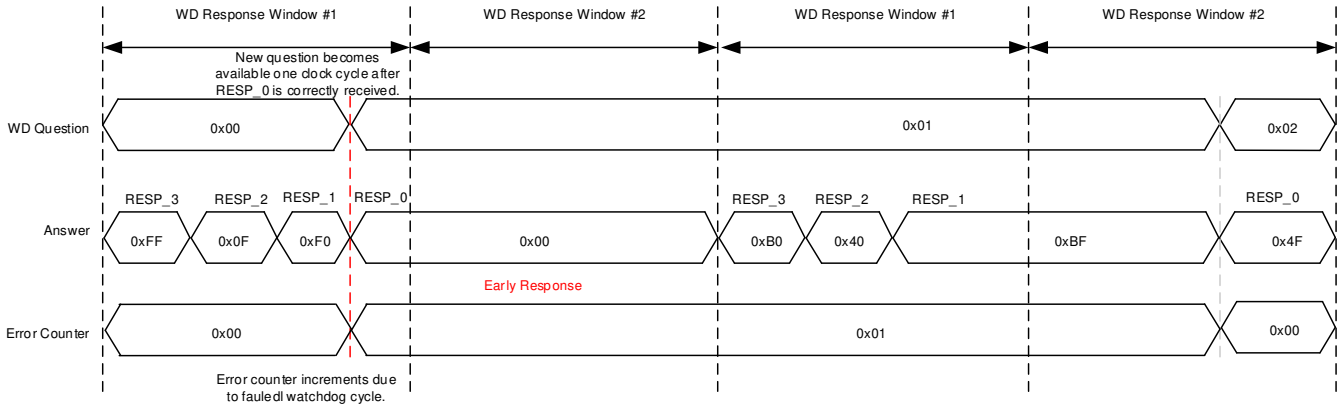 WD Response Window #1
WD Response Window #2
WD Response Window #1
WD Response Window #2
New question becomes
available one clock cycle after
RESP_0 is correctly received.
WD Question
0x00
0x01
0x02
RESP_3
RESP_2
RESP_1
RESP_0
RESP_3
RESP_2
RESP_1
RESP_0
Answer
0xFF
0x0F
0xF0
0x00
0xB0
0x40
0xBF
0x4F
Early Response
Error Counter
0x00
0x01
0x00
Error counter increments due
to fauledl watchdog cycle.